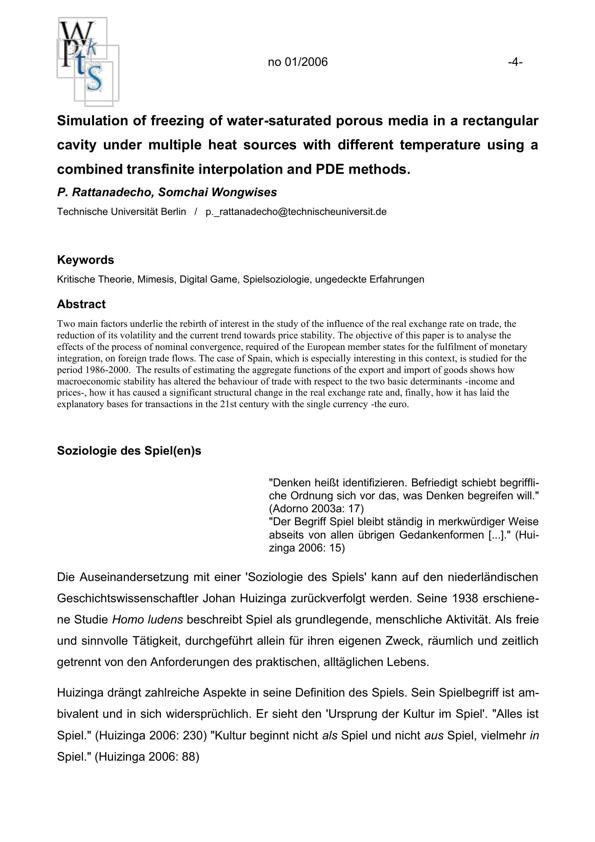 W
P k
t s
S
no 01/2006 -4-
Simulation of freezing of water-saturated porous media in a rectangular
cavity under multiple heat sources with different temperature using a
combined transfinite interpolation and PDE methods.
P. Rattanadecho, Somchai Wongwises
Technische Universität Berlin / p._rattanadecho@technischeuniversit.de
Keywords
Kritische Theorie, Mimesis, Digital Game, Spielsoziologie, ungedeckte Erfahrungen
Abstract
Two main factors underlie the rebirth of interest in the study of the influence of the real exchange rate on trade, the
reduction of its volatility and the current trend towards price stability. The objective of this paper is to analyse the
effects of the process of nominal convergence, required of the European member states for the fulfilment of monetary
integration, on foreign trade flows. The case of Spain, which is especially interesting in this context, is studied for the
period 1986-2000. The results of estimating the aggregate functions of the export and import of goods shows how
macroeconomic stability has altered the behaviour of trade with respect to the two basic determinants -income and
prices-, how it has caused a significant structural change in the real exchange rate and, finally, how it has laid the
explanatory bases for transactions in the 21st century with the single currency -the euro.
Soziologie des Spiel(en)s
"Denken heißt identifizieren. Befriedigt schiebt begriffli-
che Ordnung sich vor das, was Denken begreifen will."
(Adorno 2003a: 17)
"Der Begriff Spiel bleibt ständig in merkwürdiger Weise
abseits von allen übrigen Gedankenformen [...]." (Hui-
zinga 2006: 15)
Die Auseinandersetzung mit einer 'Soziologie des Spiels' kann auf den niederländischen
Geschichtswissenschaftler Johan Huizinga zurückverfolgt werden. Seine 1938 erschiene-
ne Studie Homo ludens beschreibt Spiel als grundlegende, menschliche Aktivität. Als freie
und sinnvolle Tätigkeit, durchgeführt allein für ihren eigenen Zweck, räumlich und zeitlich
getrennt von den Anforderungen des praktischen, alltäglichen Lebens.
Huizinga drängt zahlreiche Aspekte in seine Definition des Spiels. Sein Spielbegriff ist am-
bivalent und in sich widersprüchlich. Er sieht den 'Ursprung der Kultur im Spiel'. "Alles ist
Spiel." (Huizinga 2006: 230) "Kultur beginnt nicht als Spiel und nicht aus Spiel, vielmehr in
Spiel." (Huizinga 2006: 88)